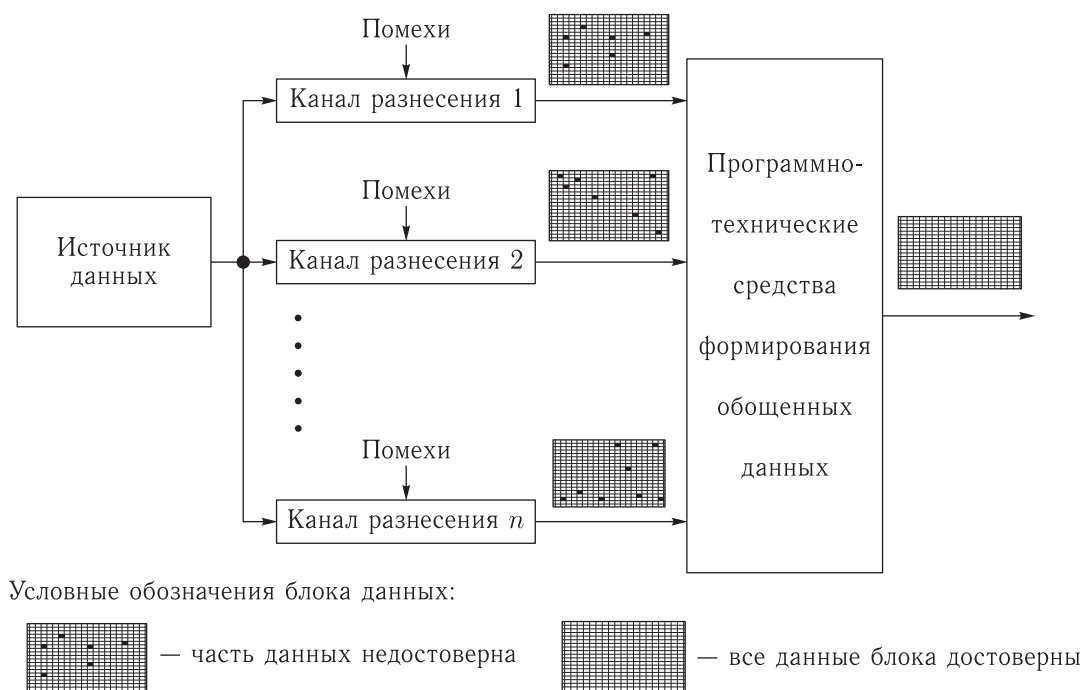 Помехи
Канал разнесения 1
Помехи
Канал разнесения 2
Источник
данных
Помехи
Канал разнесения n
Программно-
технические
средства
формирования
обощенных
данных
Условные обозначения блока данных:
— часть данных недостоверна
— все данные блока достоверны